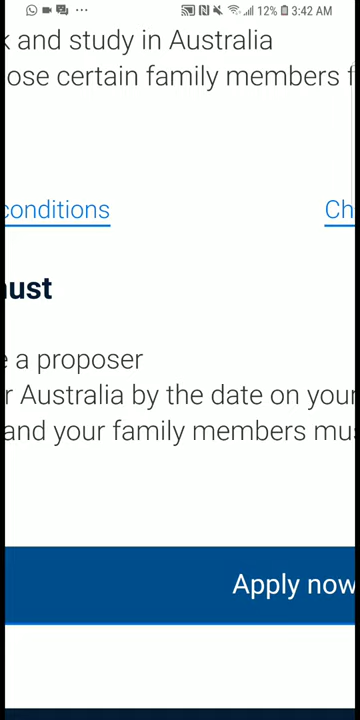 12% 3:42 AM
and study in Australia
ose certain family members f
conditions
Ch
ust
a proposer
r Australia by the date on your
and your family members mus
Apply now